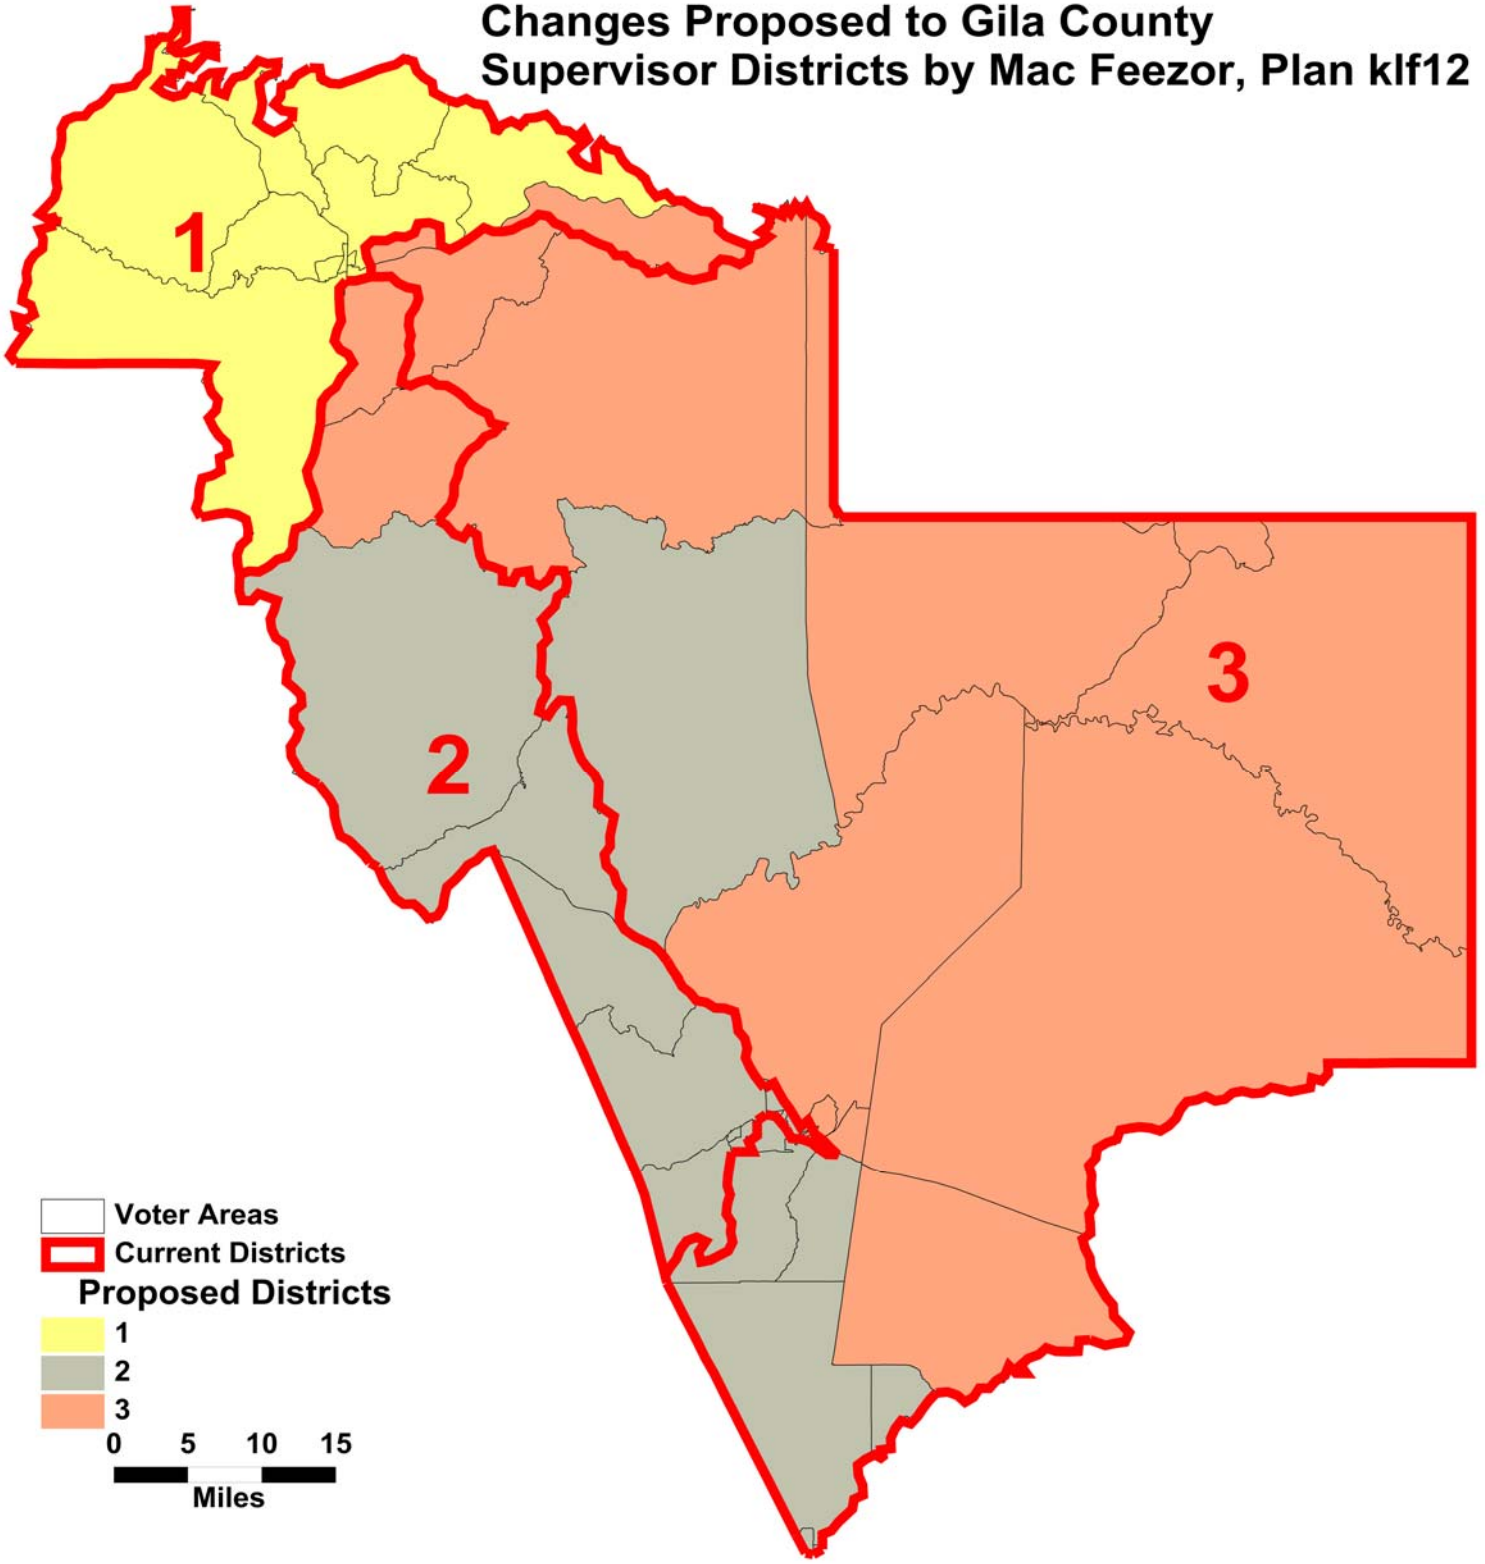 Changes Proposed to Gila County
Supervisor Districts by Mac Feezor, Plan klf12
1
3
2
Voter Areas
Current Districts
Proposed Districts
1
2
3
0 5 10 15
Miles